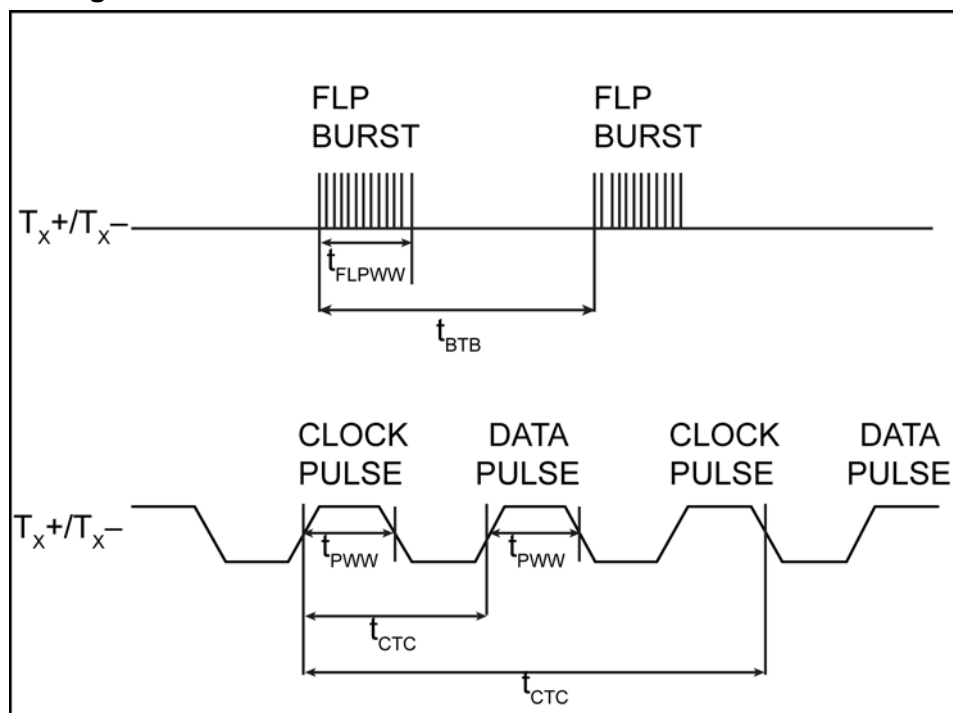 FLP BURST
FLP BURST
TX+/TX–
tFLPWW
tBTB
CLOCK PULSE
DATA PULSE
CLOCK PULSE
DATA PULSE
TX+/TX–
tPWW
tPWW
tCTC
tCTC